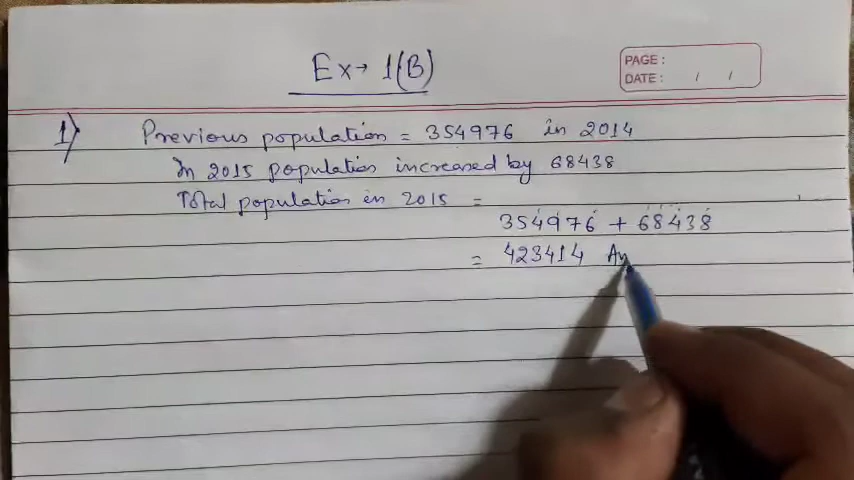 Ex→ 1(B)
PAGE :
DATE : / /
1) Previous population = 354976 in 2014
In 2015 population increased by 68438
Total population in 2015 =
354976 + 68438
= 423414 An